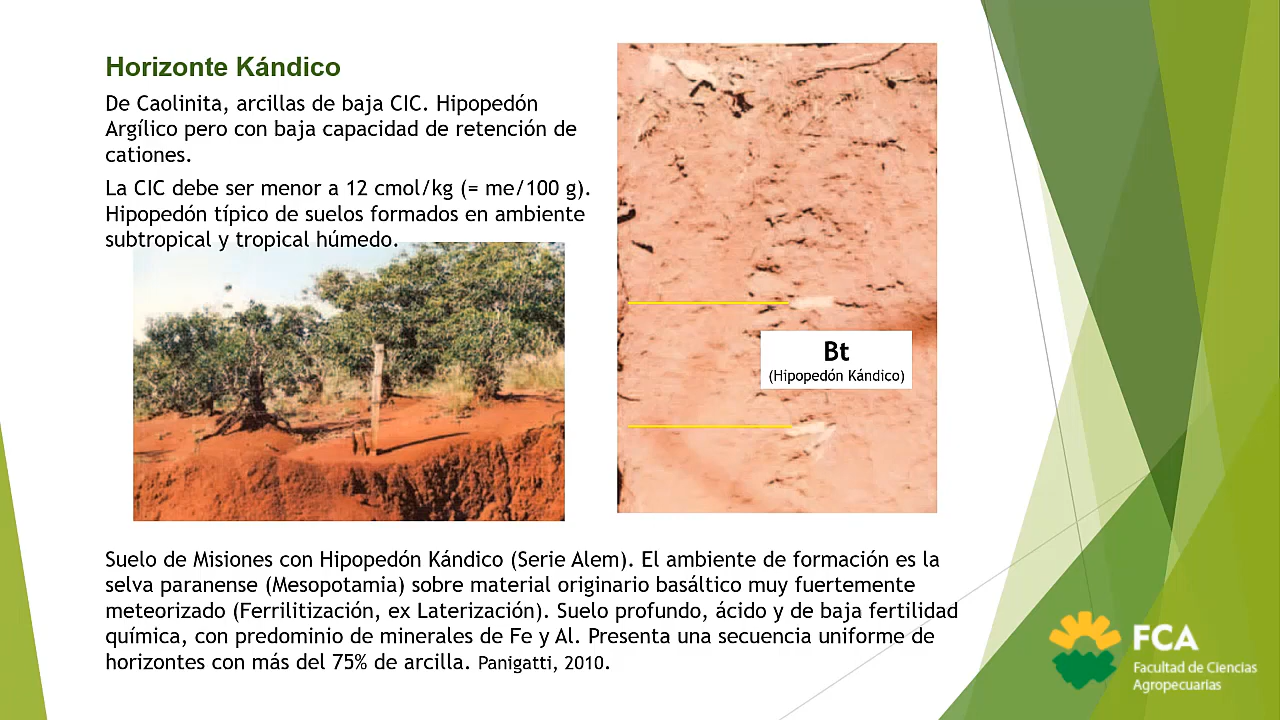 Horizonte Kándico
De Caolinita, arcillas de baja CIC. Hipopedón
Argílico pero con baja capacidad de retención de
cationes.
La CIC debe ser menor a 12 cmol/kg (= me/100 g).
Hipopedón típico de suelos formados en ambiente
subtropical y tropical húmedo.
Bt
(Hipopedón Kándico)
Suelo de Misiones con Hipopedón Kándico (Serie Alem). El ambiente de formación es la
selva paranense (Mesopotamia) sobre material originario basáltico muy fuertemente
meteorizado (Ferrilitización, ex Laterización). Suelo profundo, ácido y de baja fertilidad
química, con predominio de minerales de Fe y Al. Presenta una secuencia uniforme de
horizontes con más del 75% de arcilla. Panigatti, 2010.
FCA
Facultad de Ciencias
Agropecuarias